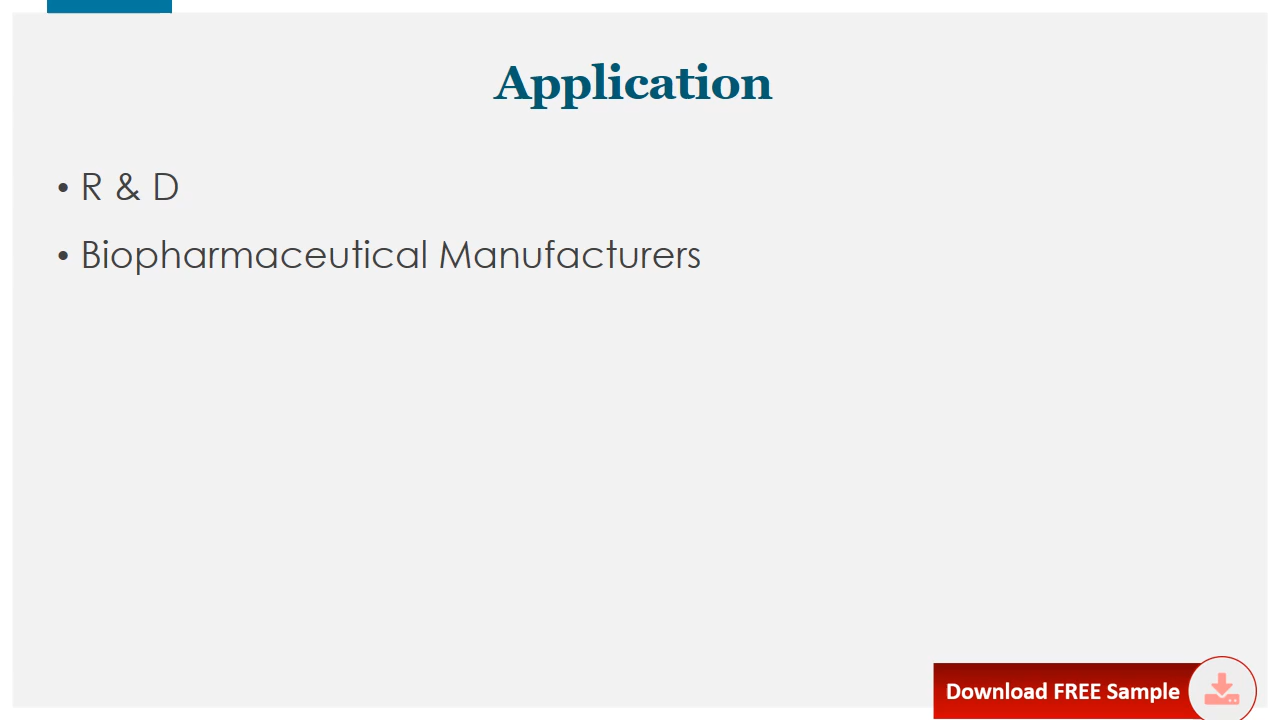 Application
• R & D
• Biopharmaceutical Manufacturers
Download FREE Sample